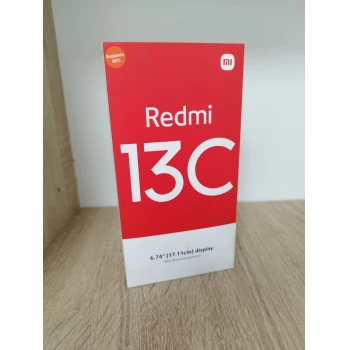 Supports
NFC
mi
Redmi
13C
6.74" (17.11cm) display